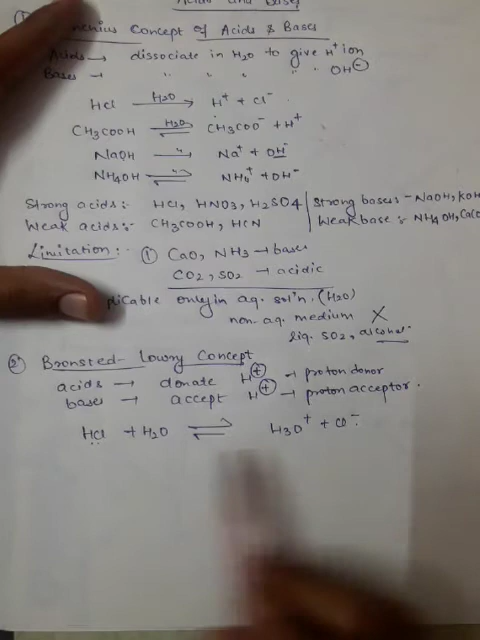 Acids and Bases
① Concept of Acids & Bases
Acids → dissociate in H2O to give H+ ion
Bases → " " " " OH⊖
HCl —H2O→ H+ + Cl-
CH3COOH ⇌H2O CH3COO- + H+
NaOH —"→ Na+ + OH-
NH4OH ⇌" NH4+ + OH-
Strong acids:- HCl, HNO3, H2SO4 | Strong bases - NaOH, KOH
Weak acids:- CH3COOH, HCN | Weak base:- NH4OH,
Limitation:- ① CaO, NH3 → bases
CO2, SO2 → acidic
only in aq. sol'n. (H2O)
non. aq. medium X
liq. SO2, alcohol
② Bronsted-Lowry Concept
acids → donate H⊕ → proton donor
bases → accept H⊕ → proton acceptor.
HCl + H2O ⇌ H3O+ + Cl-